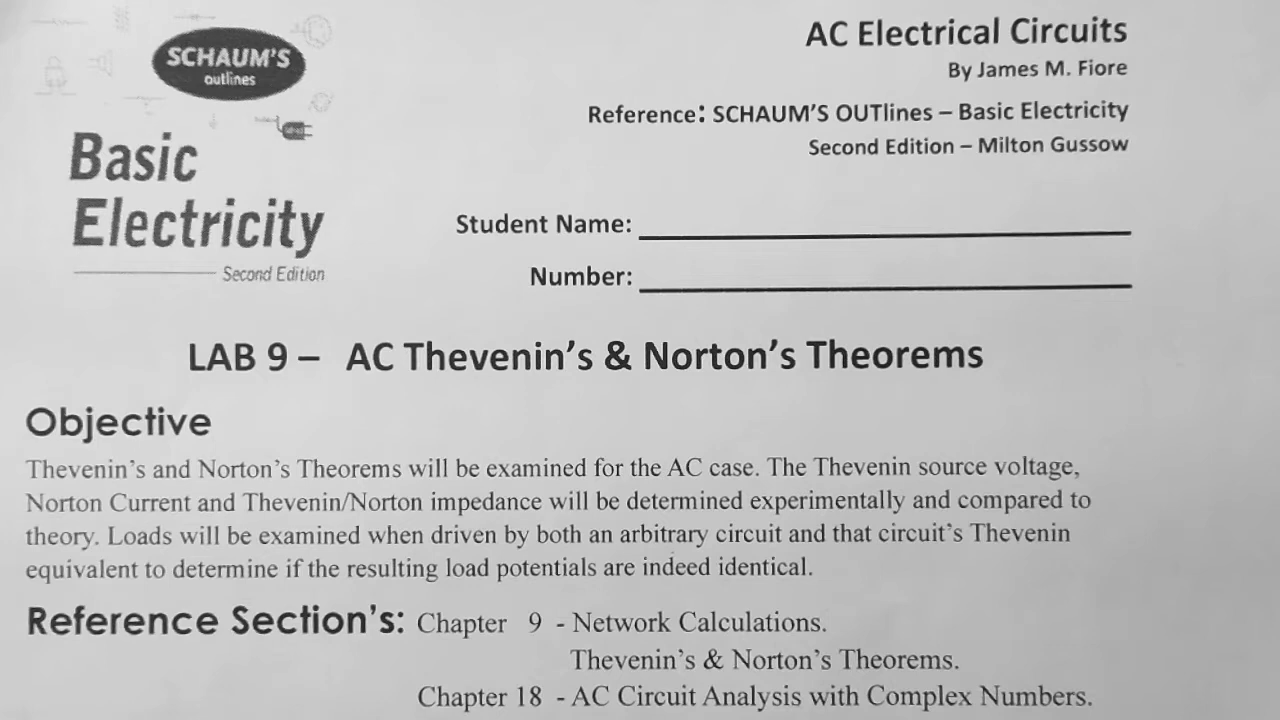 SCHAUM'S
outlines
Basic
Electricity
Second Edition
AC Electrical Circuits
By James M. Fiore
Reference: SCHAUM'S OUTlines – Basic Electricity
Second Edition – Milton Gussow
Student Name:
Number:
LAB 9 – AC Thevenin's & Norton's Theorems
Objective
Thevenin's and Norton's Theorems will be examined for the AC case. The Thevenin source voltage,
Norton Current and Thevenin/Norton impedance will be determined experimentally and compared to
theory. Loads will be examined when driven by both an arbitrary circuit and that circuit's Thevenin
equivalent to determine if the resulting load potentials are indeed identical.
Reference Section's: Chapter 9 - Network Calculations.
Thevenin's & Norton's Theorems.
Chapter 18 - AC Circuit Analysis with Complex Numbers.